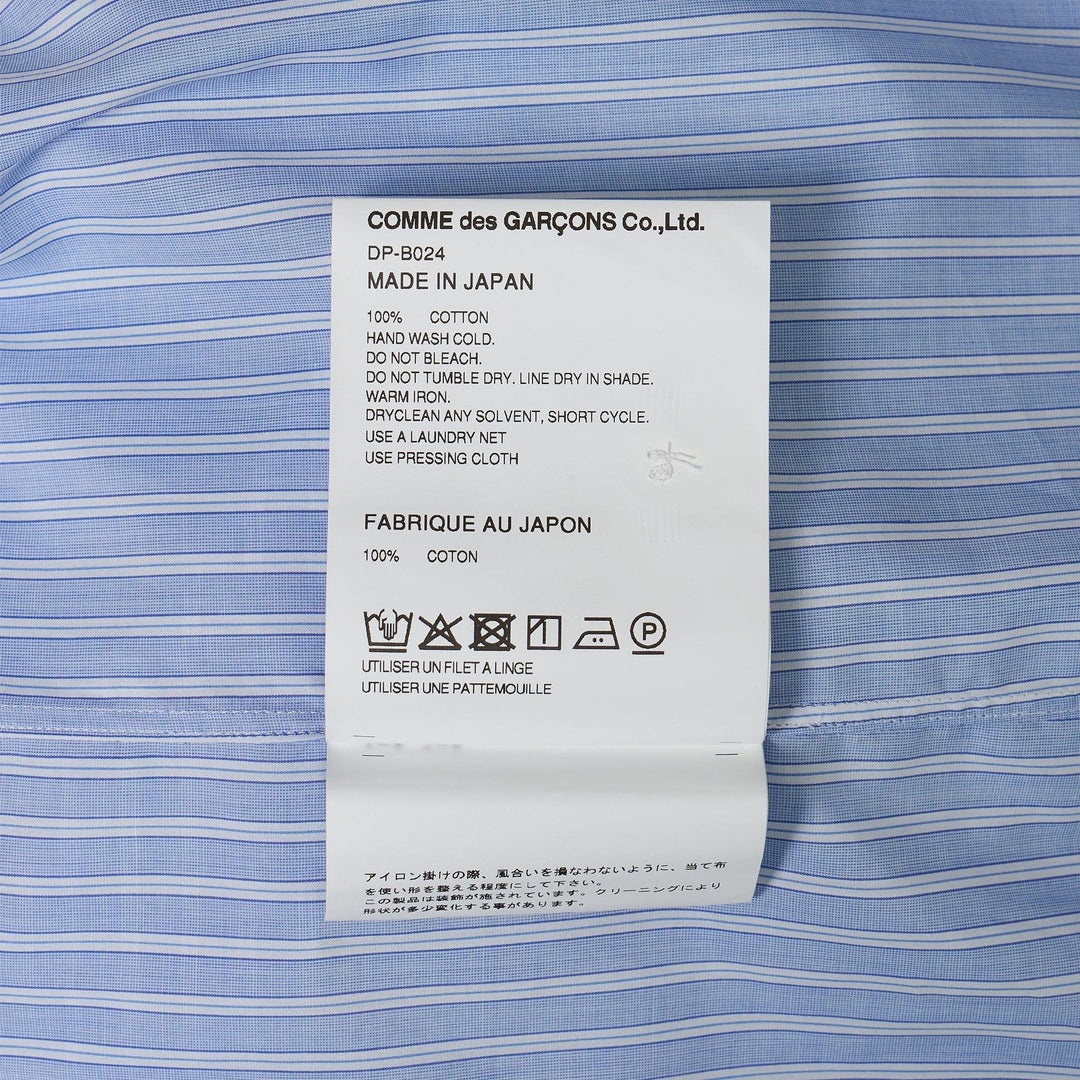 COMME des GARÇONS Co.,Ltd.
DP-B024
MADE IN JAPAN
100% COTTON
HAND WASH COLD.
DO NOT BLEACH.
DO NOT TUMBLE DRY. LINE DRY IN SHADE.
WARM IRON.
DRYCLEAN ANY SOLVENT, SHORT CYCLE.
USE A LAUNDRY NET
USE PRESSING CLOTH
FABRIQUE AU JAPON
100% COTON
P
UTILISER UN FILET A LINGE
UTILISER UNE PATTEMOUILLE
アイロン掛けの際、風合いを損なわないように、当て布
を使い形を整える程度にして下さい。
この製品は装飾が施されています。クリーニングにより
形状が多少変化する事があります。